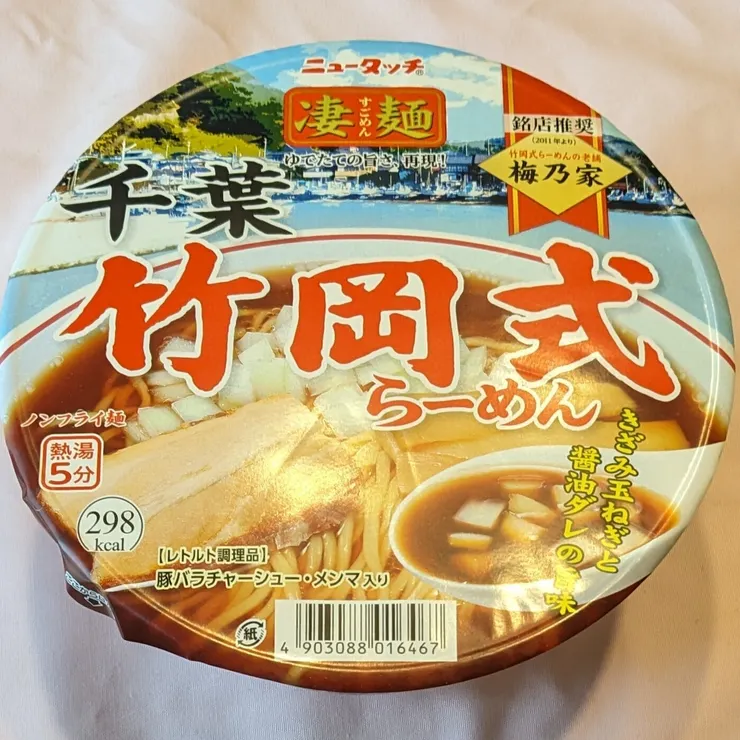 ニュータッチ®
凄麺
すごめん
ゆでたての旨さ、再現!
銘店推奨
(2011年より)
竹岡式らーめんの老舗
梅乃家
千葉
竹岡式
らーめん
ノンフライ麺
熱湯
5分
298
kcal
きざみ玉ねぎと
醤油ダレの旨味
【レトルト調理品】
豚バラチャーシュー・メンマ入り
紙
4 903088 016467